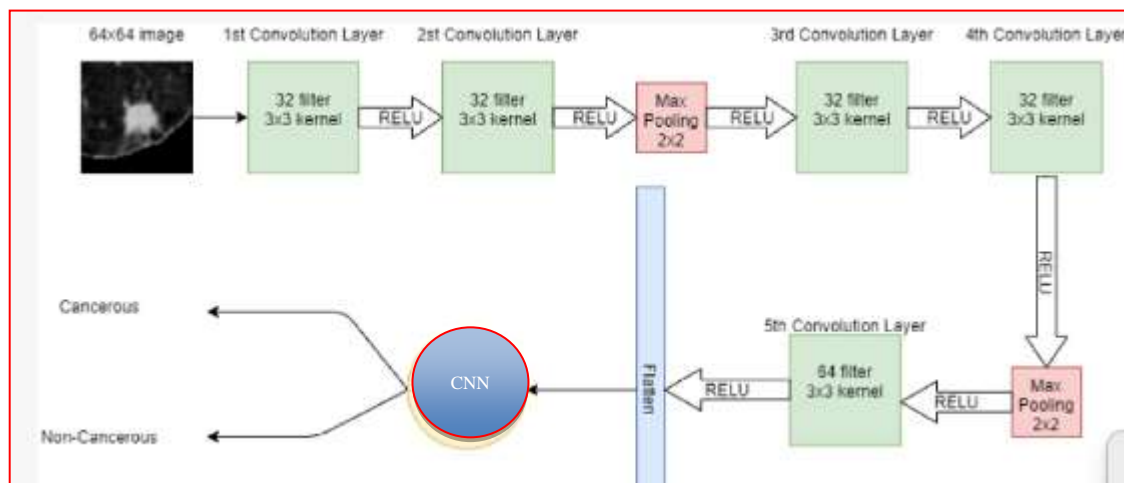 64×64 image
1st Convolution Layer
2st Convolution Layer
3rd Convolution Layer
4th Convolution Layer
32 filter
3x3 kernel
RELU
32 filter
3x3 kernel
RELU
Max
Pooling
2x2
RELU
32 filter
3x3 kernel
RELU
32 filter
3x3 kernel
RELU
Max
Pooling
2x2
RELU
5th Convolution Layer
64 filter
3x3 kernel
RELU
Flatten
CNN
Cancerous
Non-Cancerous